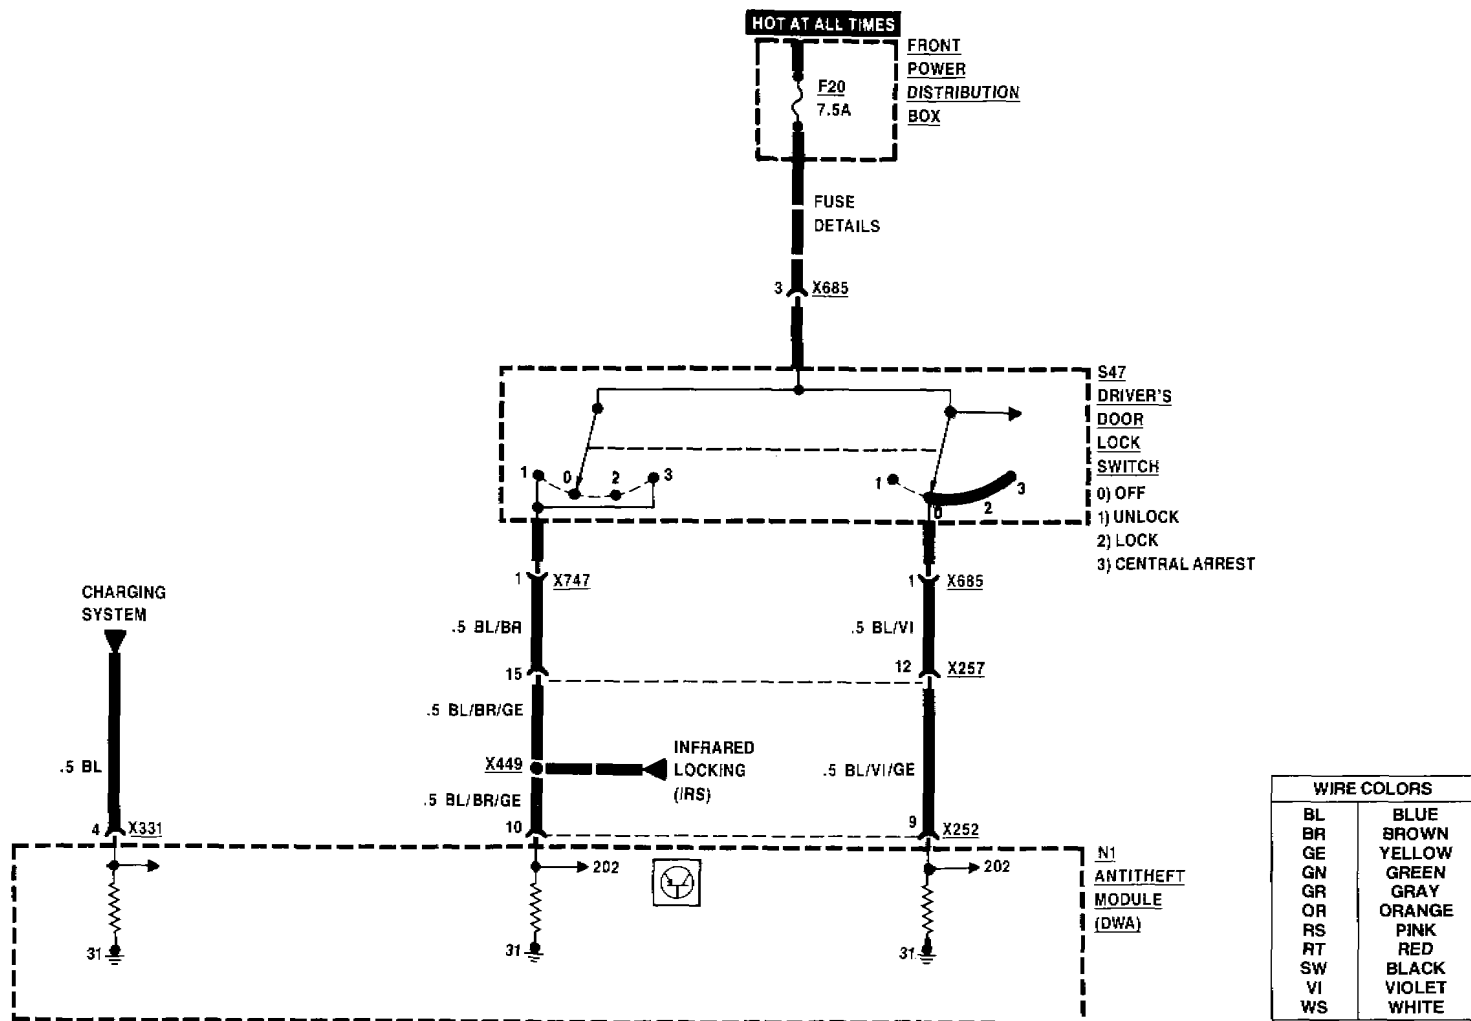 HOT AT ALL TIMES
FRONT
POWER
DISTRIBUTION
BOX
F20
7.5A
FUSE
DETAILS
3 X685
S47
DRIVER'S
DOOR
LOCK
SWITCH
0) OFF
1) UNLOCK
2) LOCK
3) CENTRAL ARREST
1 0 2 3
1 0 2 3
1 X747
1 X685
CHARGING
SYSTEM
.5 BL/BR
.5 BL/VI
15
12 X257
.5 BL/BR/GE
X449
INFRARED
LOCKING
(IRS)
.5 BL
.5 BL/VI/GE
.5 BL/BR/GE
4 X331
10
9 X252
202
202
N1
ANTITHEFT
MODULE
(DWA)
31
31
31
WIRE COLORS
BL BLUE
BR BROWN
GE YELLOW
GN GREEN
GR GRAY
OR ORANGE
RS PINK
RT RED
SW BLACK
VI VIOLET
WS WHITE